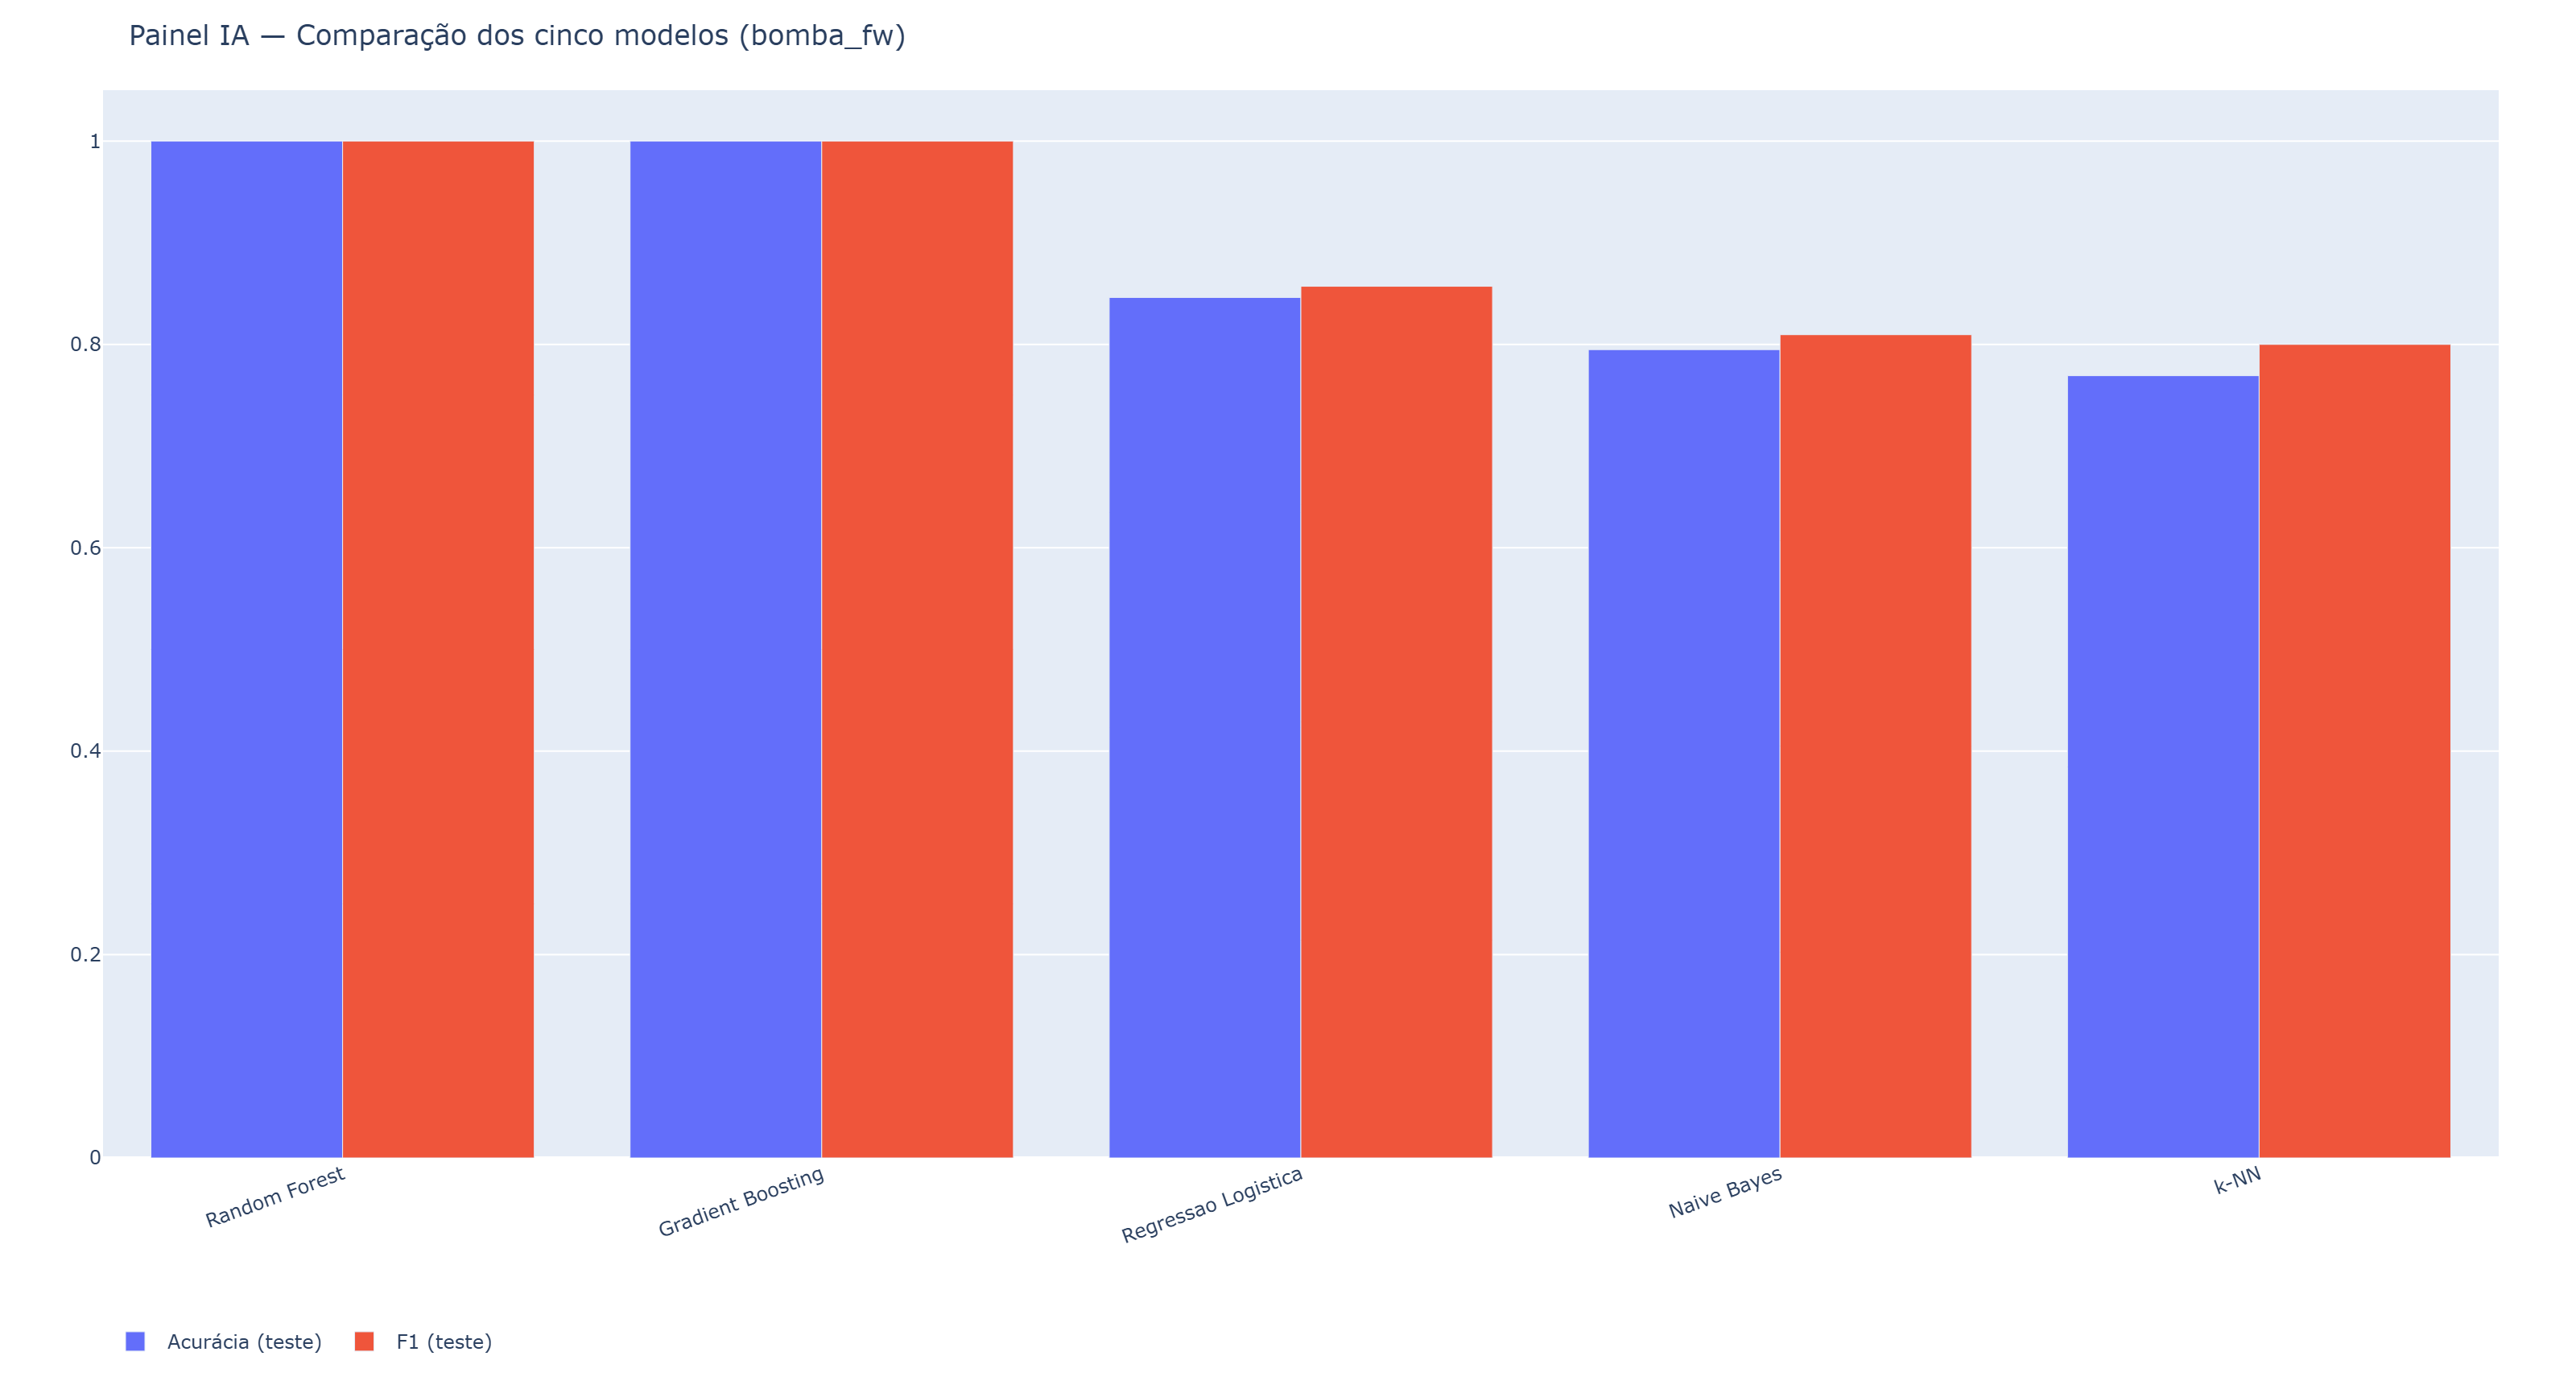 Painel IA — Comparação dos cinco modelos (bomba_fw)
1
0.8
0.6
0.4
0.2
0
Random Forest
Gradient Boosting
Regressao Logistica
Naive Bayes
k-NN
Acurácia (teste)
F1 (teste)